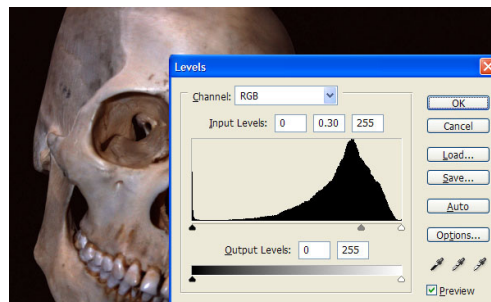 Levels
Channel: RGB
OK
Input Levels: 0 0.30 255
Cancel
Load...
Save...
Auto
Options...
Output Levels: 0 255
Preview